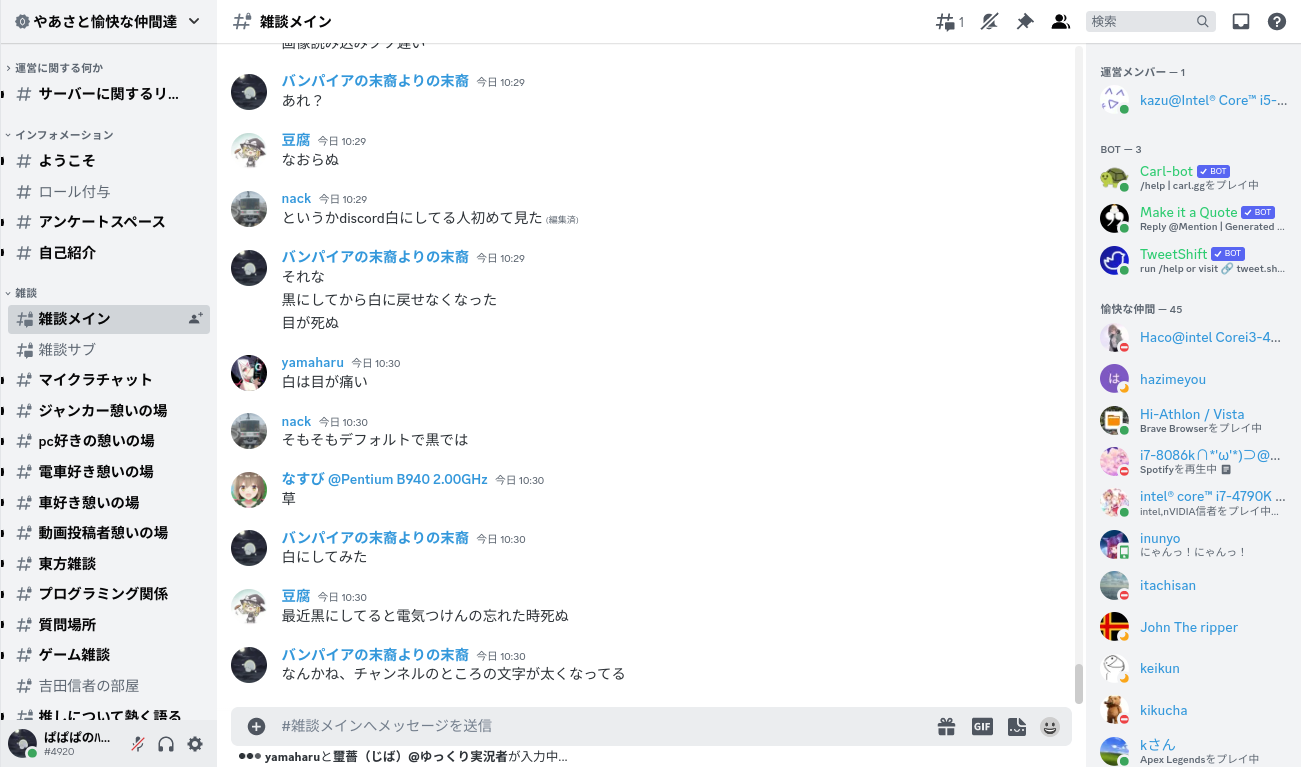 やあさと愉快な仲間達
運営に関する何か
サーバーに関するリ...
インフォメーション
ようこそ
ロール付与
アンケートスペース
自己紹介
雑談
雑談メイン
雑談サブ
マイクラチャット
ジャンカー憩いの場
pc好きの憩いの場
電車好き憩いの場
車好き憩いの場
動画投稿者憩いの場
東方雑談
プログラミング関係
質問場所
ゲーム雑談
吉田信者の部屋
推しについて熱く語る
ぱぱぱのﾊ...
#4920
雑談メイン
1
検索
画像読み込みクソ遅い
バンパイアの末裔よりの末裔 今日 10:29
あれ？
豆腐 今日 10:29
なおらぬ
nack 今日 10:29
というかdiscord白にしてる人初めて見た (編集済)
バンパイアの末裔よりの末裔 今日 10:29
それな
黒にしてから白に戻せなくなった
目が死ぬ
yamaharu 今日 10:30
白は目が痛い
nack 今日 10:30
そもそもデフォルトで黒では
なすび @Pentium B940 2.00GHz 今日 10:30
草
バンパイアの末裔よりの末裔 今日 10:30
白にしてみた
豆腐 今日 10:30
最近黒にしてると電気つけんの忘れた時死ぬ
バンパイアの末裔よりの末裔 今日 10:30
なんかね、チャンネルのところの文字が太くなってる
#雑談メインへメッセージを送信
GIF
yamaharuと璽薔（じば）@ゆっくり実況者が入力中...
運営メンバー — 1
kazu@Intel® Core™ i5-...
BOT — 3
Carl-bot ✓ BOT
/help | carl.ggをプレイ中
Make it a Quote ✓ BOT
Reply @Mention | Generated ...
TweetShift ✓ BOT
run /help or visit 🔗 tweet.sh...
愉快な仲間 — 45
Haco@intel Corei3-4...
は
hazimeyou
Hi-Athlon / Vista
Brave Browserをプレイ中
i7-8086k∩*'ω'*)⊃@...
Spotifyを再生中
intel® core™ i7-4790K ...
intel,nVIDIA信者をプレイ中...
inunyo
にゃんっ！にゃんっ！
itachisan
John The ripper
keikun
kikucha
kさん
Apex Legendsをプレイ中